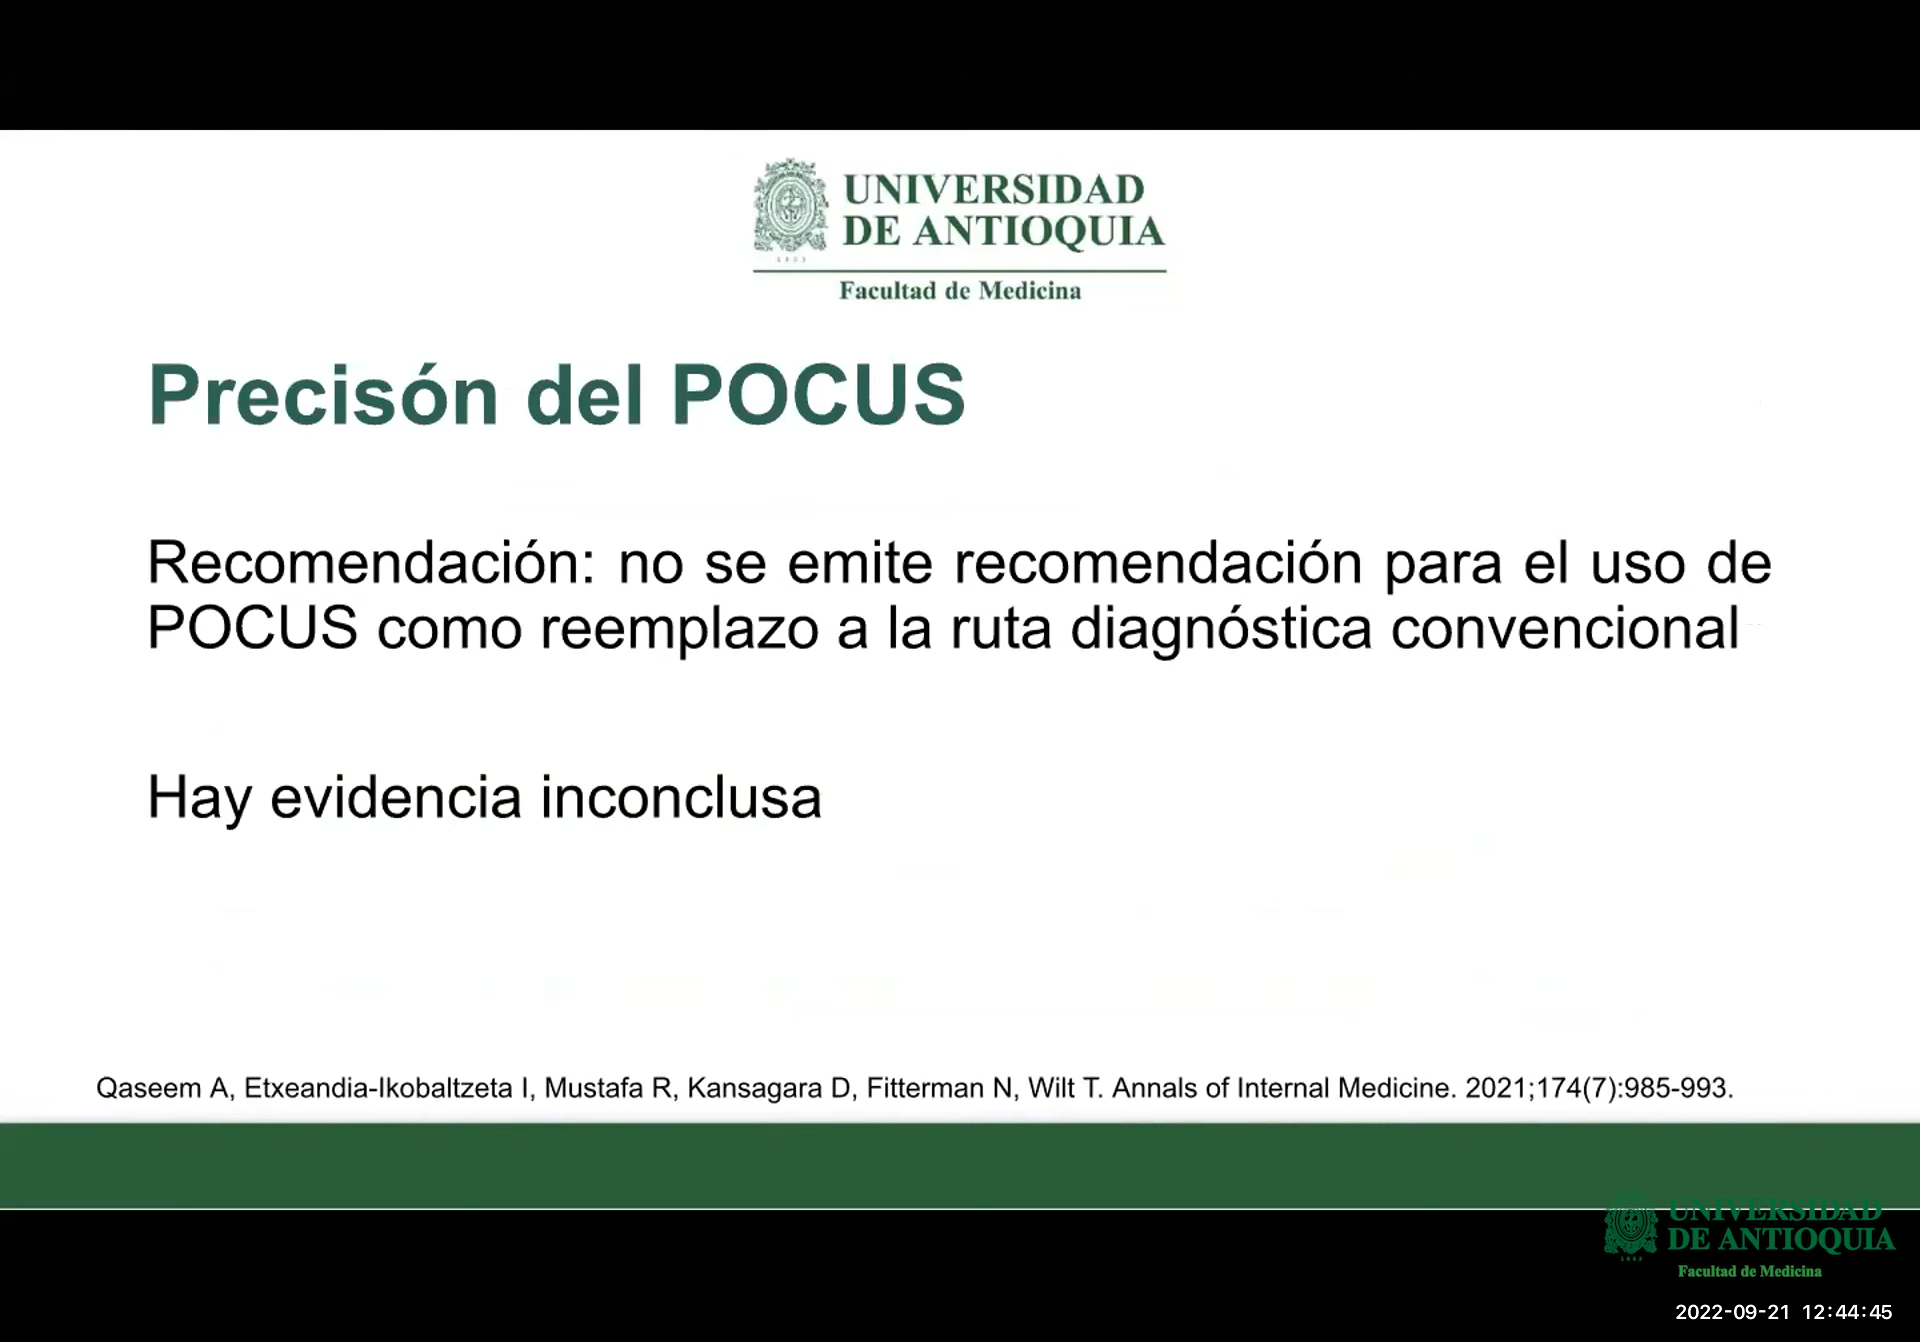 UNIVERSIDAD
DE ANTIOQUIA
1803
Facultad de Medicina
Precisón del POCUS
Recomendación: no se emite recomendación para el uso de
POCUS como reemplazo a la ruta diagnóstica convencional
Hay evidencia inconclusa
Qaseem A, Etxeandia-Ikobaltzeta I, Mustafa R, Kansagara D, Fitterman N, Wilt T. Annals of Internal Medicine. 2021;174(7):985-993.
UNIVERSIDAD
DE ANTIOQUIA
1803
Facultad de Medicina
2022-09-21 12:44:45